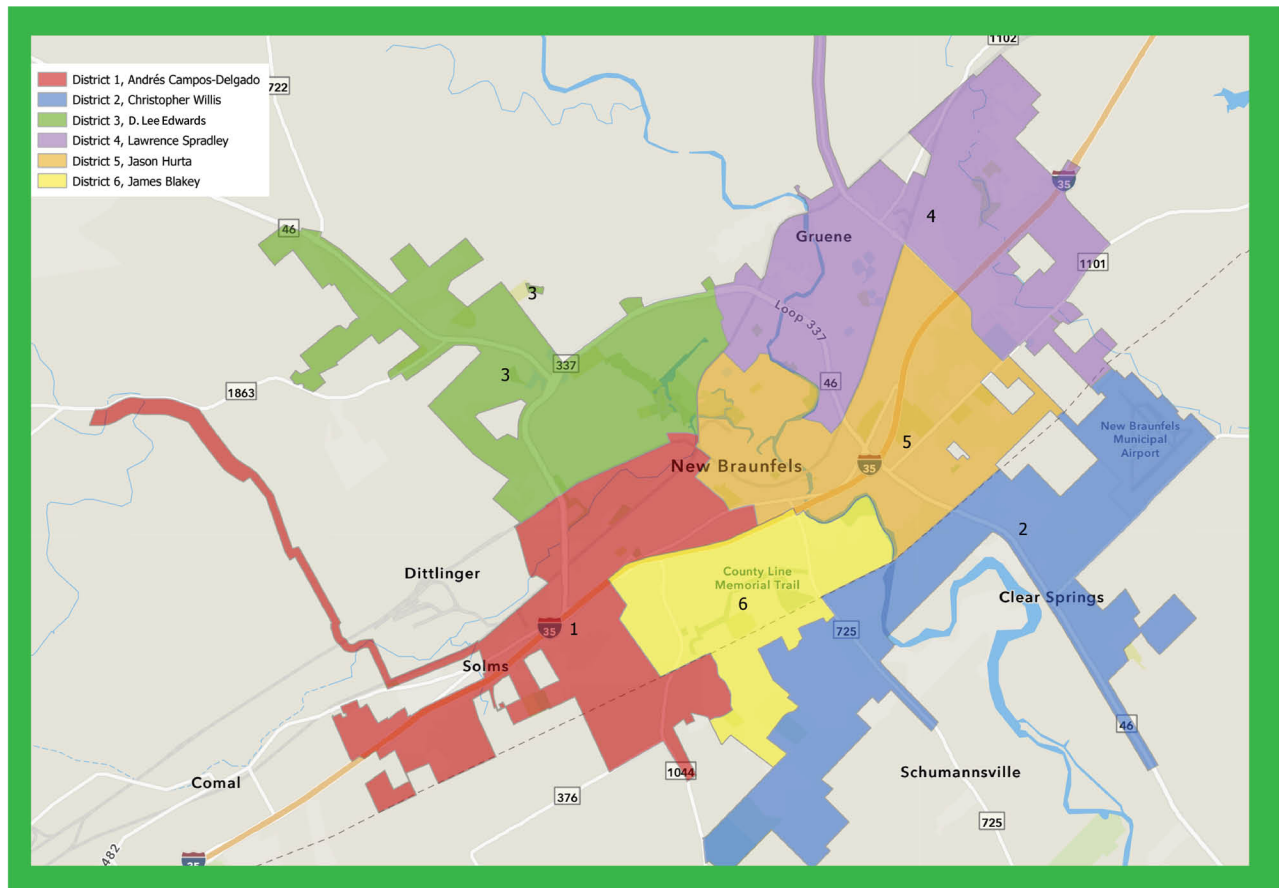 1102
District 1, Andrés Campos-Delgado
722
District 2, Christopher Willis
District 3, D. Lee Edwards
District 4, Lawrence Spradley
District 5, Jason Hurta
District 6, James Blakey
35
4
46
Gruene
1101
3
Loop 337
337
3
46
1863
New Braunfels
Municipal
Airport
5
New Braunfels
35
2
Dittlinger
County Line
Memorial Trail
Clear Springs
6
35
1
725
Solms
46
1044
Schumannsville
Comal
376
725
482
35